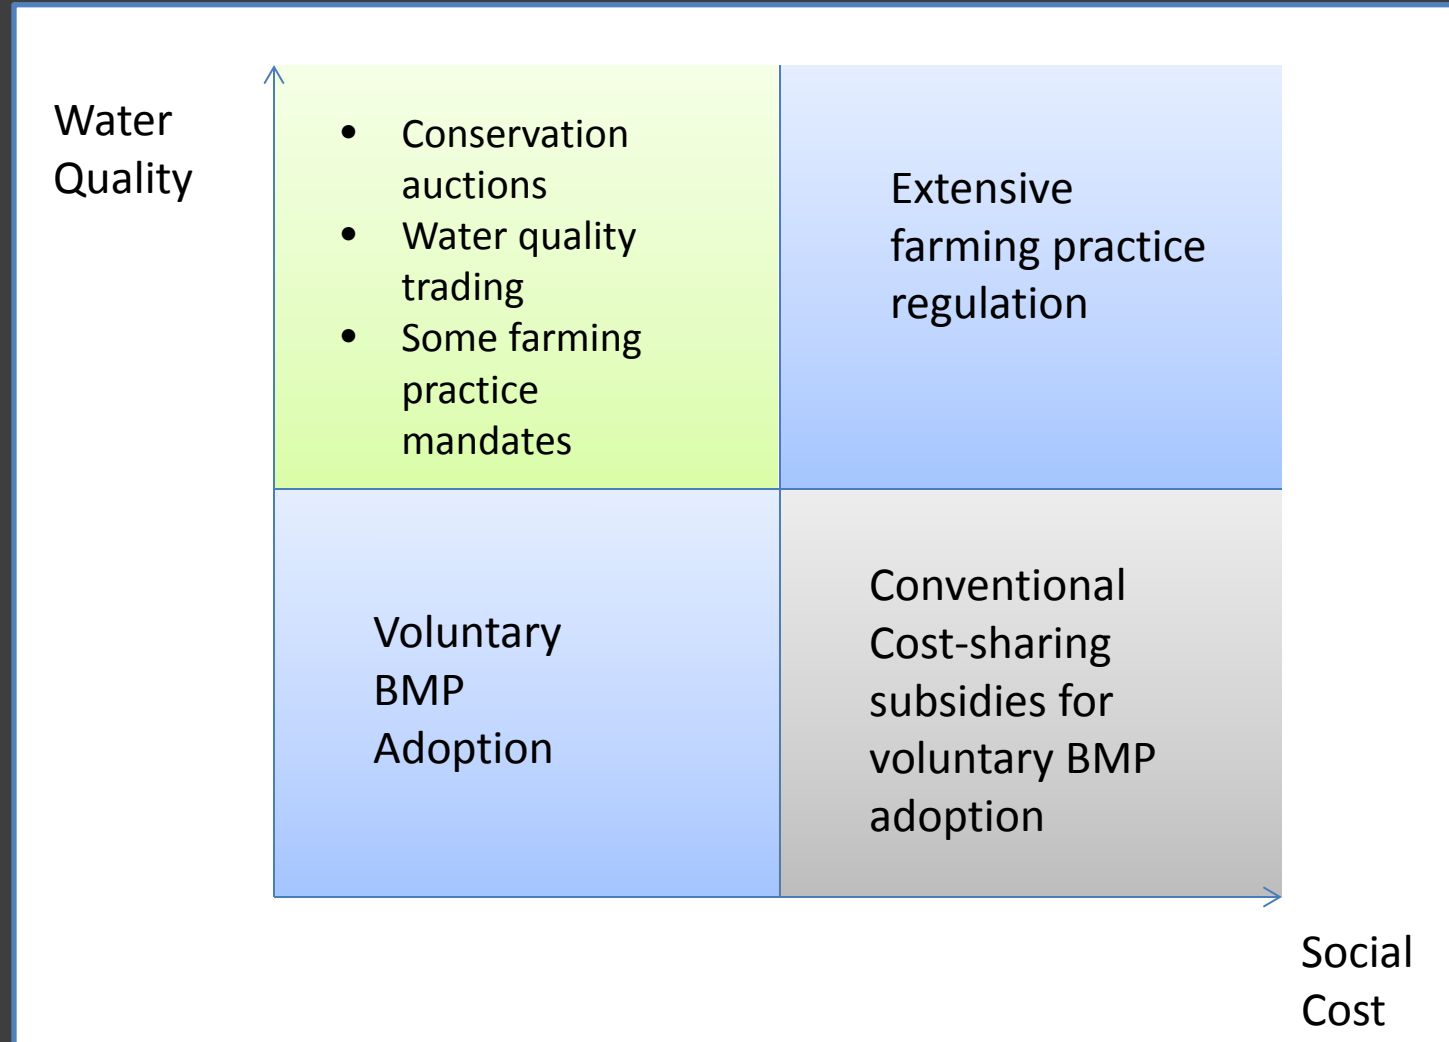 Water
Quality
• Conservation
auctions
• Water quality
trading
• Some farming
practice
mandates
Extensive
farming practice
regulation
Voluntary
BMP
Adoption
Conventional
Cost-sharing
subsidies for
voluntary BMP
adoption
Social
Cost